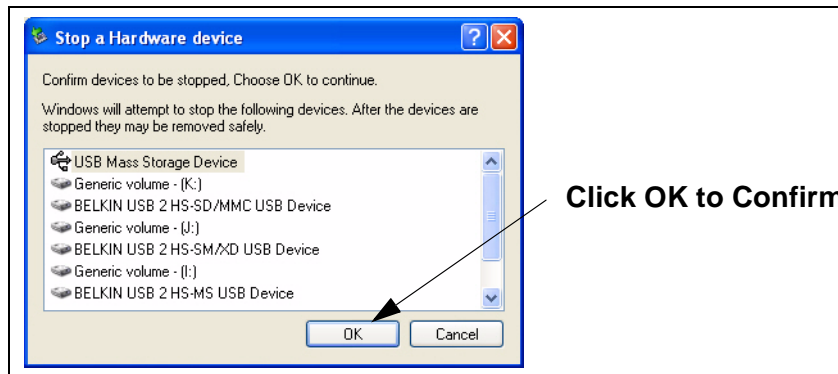 Stop a Hardware device
Confirm devices to be stopped, Choose OK to continue.
Windows will attempt to stop the following devices. After the devices are
stopped they may be removed safely.
USB Mass Storage Device
Generic volume - (K:)
BELKIN USB 2 HS-SD/MMC USB Device
Generic volume - (J:)
BELKIN USB 2 HS-SM/XD USB Device
Generic volume - (I:)
BELKIN USB 2 HS-MS USB Device
Click OK to Confirm
OK Cancel